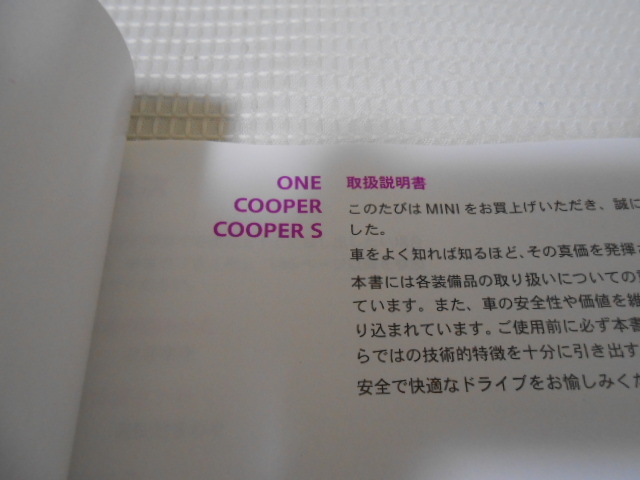 ONE
COOPER
COOPER S
取扱説明書
このたびは MINI をお買上げいただき、誠に
した。
車をよく知れば知るほど、その真価を発揮
本書には各装備品の取り扱いについての
ています。また、車の安全性や価値を維
り込まれています。ご使用前に必ず本書
らではの技術的特徴を十分に引き出す
安全で快適なドライブをお愉しみくだ